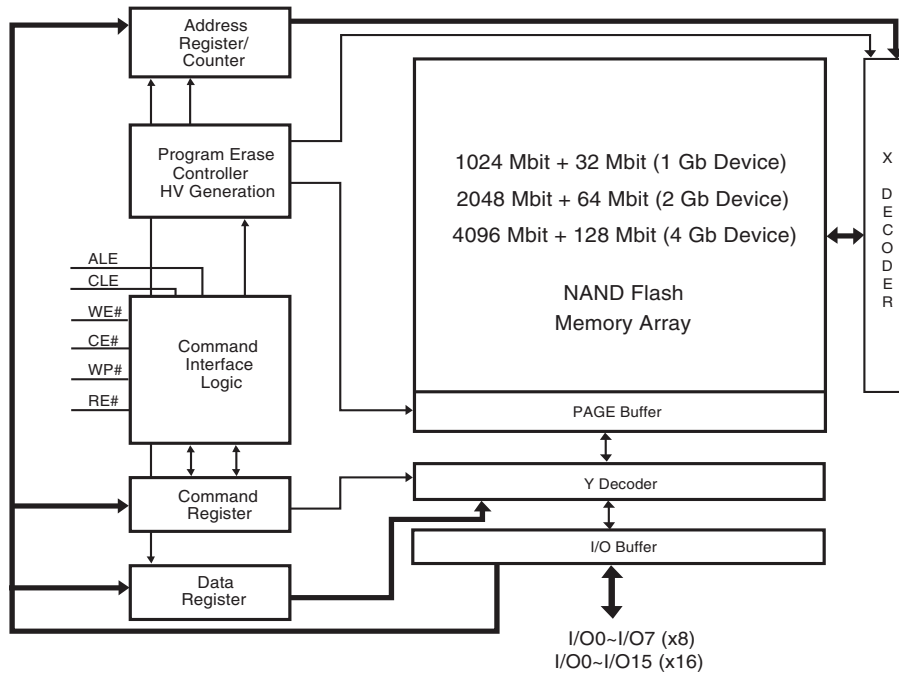 Address
Register/
Counter
Program Erase
Controller
HV Generation
ALE
CLE
WE#
CE#
WP#
RE#
Command
Interface
Logic
Command
Register
Data
Register
1024 Mbit + 32 Mbit (1 Gb Device)
2048 Mbit + 64 Mbit (2 Gb Device)
4096 Mbit + 128 Mbit (4 Gb Device)
NAND Flash
Memory Array
PAGE Buffer
Y Decoder
I/O Buffer
I/O0~I/O7 (x8)
I/O0~I/O15 (x16)
X
DECODER